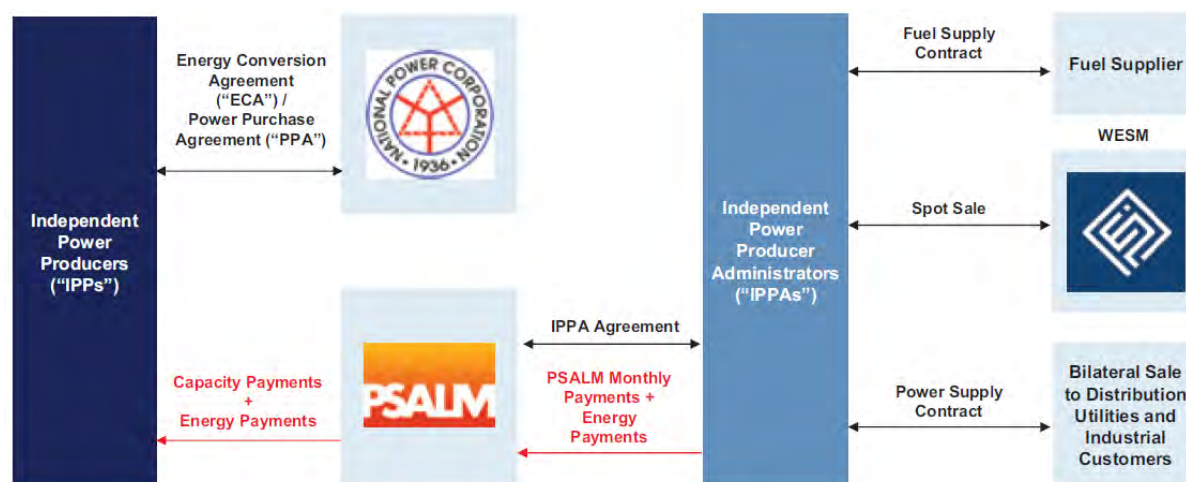 Independent
Power
Producers
(“IPPs”)
Energy Conversion
Agreement
(“ECA”) /
Power Purchase
Agreement (“PPA”)
NATIONAL POWER CORPORATION
• 1936 •
Capacity Payments
+
Energy Payments
PSALM
IPPA Agreement
PSALM Monthly
Payments +
Energy
Payments
Independent
Power
Producer
Administrators
(“IPPAs”)
Fuel Supply
Contract
Fuel Supplier
WESM
Spot Sale
Power Supply
Contract
Bilateral Sale
to Distribution
Utilities and
Industrial
Customers